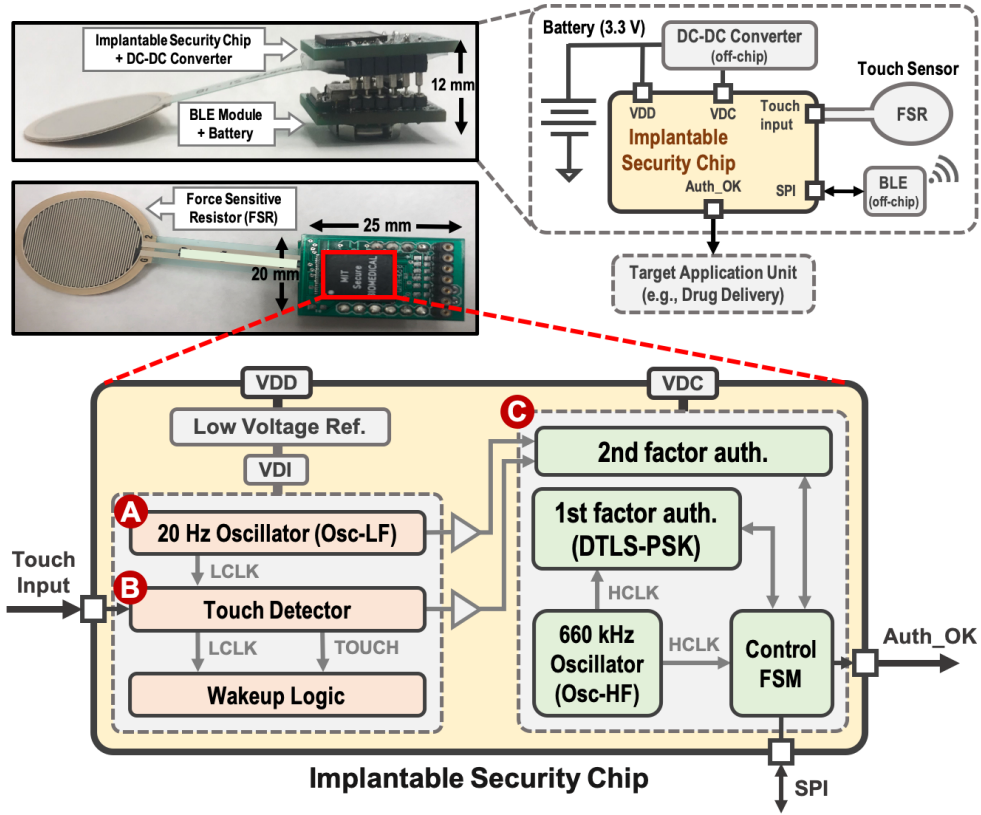 Implantable Security Chip
+ DC-DC Converter
12 mm
BLE Module
+ Battery
Force Sensitive
Resistor (FSR)
25 mm
20 mm
MIT
Secure
BIOMEDICAL
2
Battery (3.3 V)
DC-DC Converter
(off-chip)
Touch Sensor
VDD
VDC
Touch
input
FSR
Implantable
Security Chip
Auth_OK
SPI
BLE
(off-chip)
Target Application Unit
(e.g., Drug Delivery)
VDD
VDC
Low Voltage Ref.
VDI
C
2nd factor auth.
A
20 Hz Oscillator (Osc-LF)
1st factor auth.
(DTLS-PSK)
LCLK
Touch
Input
B
Touch Detector
HCLK
LCLK
TOUCH
660 kHz
Oscillator
(Osc-HF)
HCLK
Control
FSM
Auth_OK
Wakeup Logic
Implantable Security Chip
SPI